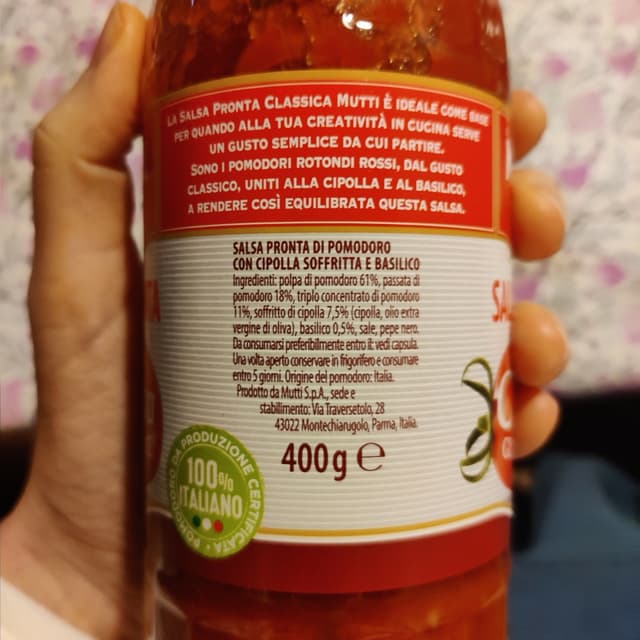 LA SALSA PRONTA CLASSICA MUTTI È IDEALE COME BASE
PER QUANDO ALLA TUA CREATIVITÀ IN CUCINA SERVE
UN GUSTO SEMPLICE DA CUI PARTIRE.
SONO I POMODORI ROTONDI ROSSI, DAL GUSTO
CLASSICO, UNITI ALLA CIPOLLA E AL BASILICO,
A RENDERE COSÌ EQUILIBRATA QUESTA SALSA.
SALSA PRONTA DI POMODORO
CON CIPOLLA SOFFRITTA E BASILICO
Ingredienti: polpa di pomodoro 61%, passata di
pomodoro 18%, triplo concentrato di pomodoro
11%, soffritto di cipolla 7,5% (cipolla, olio extra
vergine di oliva), basilico 0,5%, sale, pepe nero.
Da consumarsi preferibilmente entro il: vedi capsula.
Una volta aperto conservare in frigorifero e consumare
entro 5 giorni. Origine del pomodoro: Italia.
Prodotto da Mutti S.p.A., sede e
stabilimento: Via Traversetolo, 28
43022 Montechiarugolo, Parma, Italia.
400 g e
POMODORO DA PRODUZIONE CERTIFICATA
100%
ITALIANO